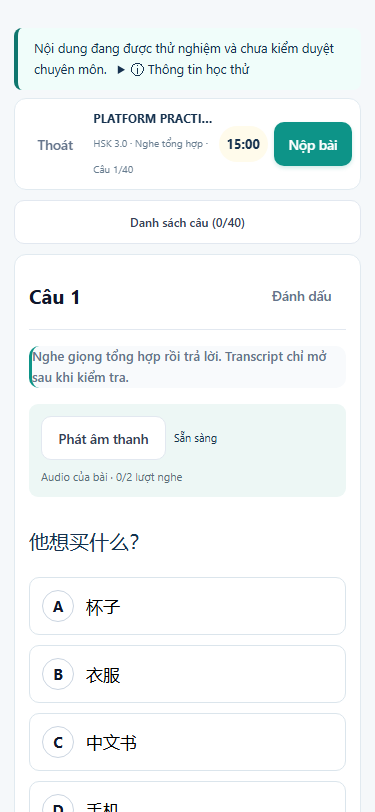 Nội dung đang được thử nghiệm và chưa kiểm duyệt
chuyên môn. ▶ ⓘ Thông tin học thử
Thoát
PLATFORM PRACTI...
HSK 3.0 · Nghe tổng hợp ·
Câu 1/40
15:00
Nộp bài
Danh sách câu (0/40)
Câu 1
Đánh dấu
Nghe giọng tổng hợp rồi trả lời. Transcript chỉ mở
sau khi kiểm tra.
Phát âm thanh
Sẵn sàng
Audio của bài · 0/2 lượt nghe
他想买什么？
A 杯子
B 衣服
C 中文书
D 手机